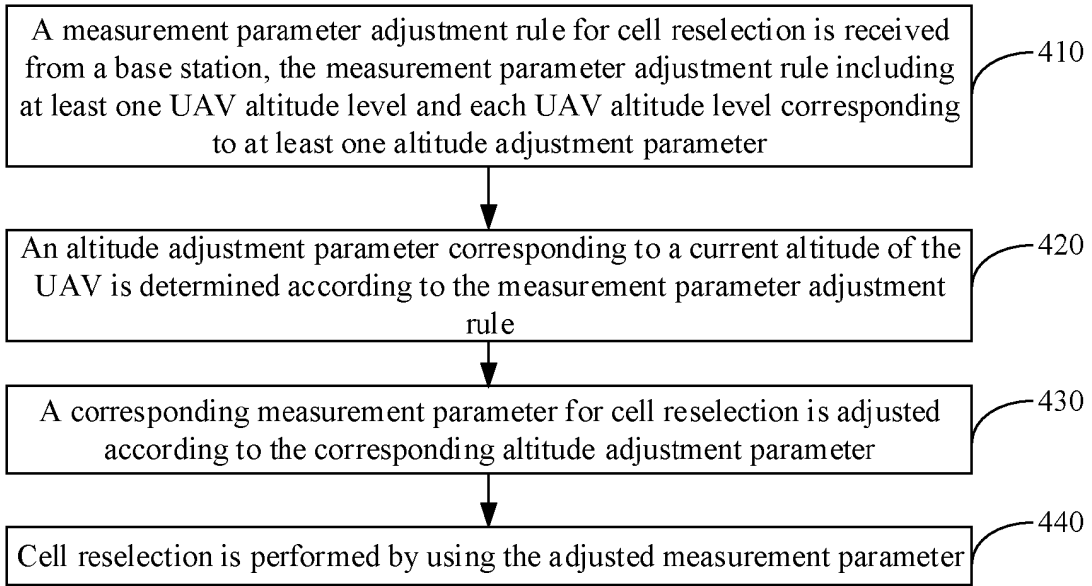 A measurement parameter adjustment rule for cell reselection is received
from a base station, the measurement parameter adjustment rule including
at least one UAV altitude level and each UAV altitude level corresponding
to at least one altitude adjustment parameter
410
An altitude adjustment parameter corresponding to a current altitude of the
UAV is determined according to the measurement parameter adjustment
rule
420
A corresponding measurement parameter for cell reselection is adjusted
according to the corresponding altitude adjustment parameter
430
Cell reselection is performed by using the adjusted measurement parameter
440